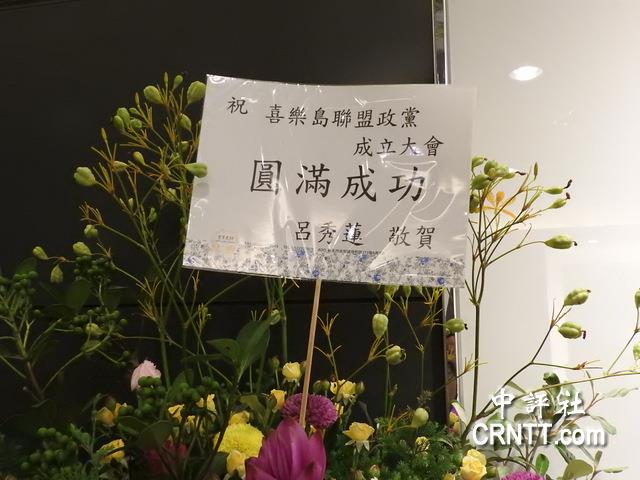 祝 喜樂島聯盟政黨
成立大會
圓滿成功
呂秀蓮 敬賀
中評社
CRNTT.com